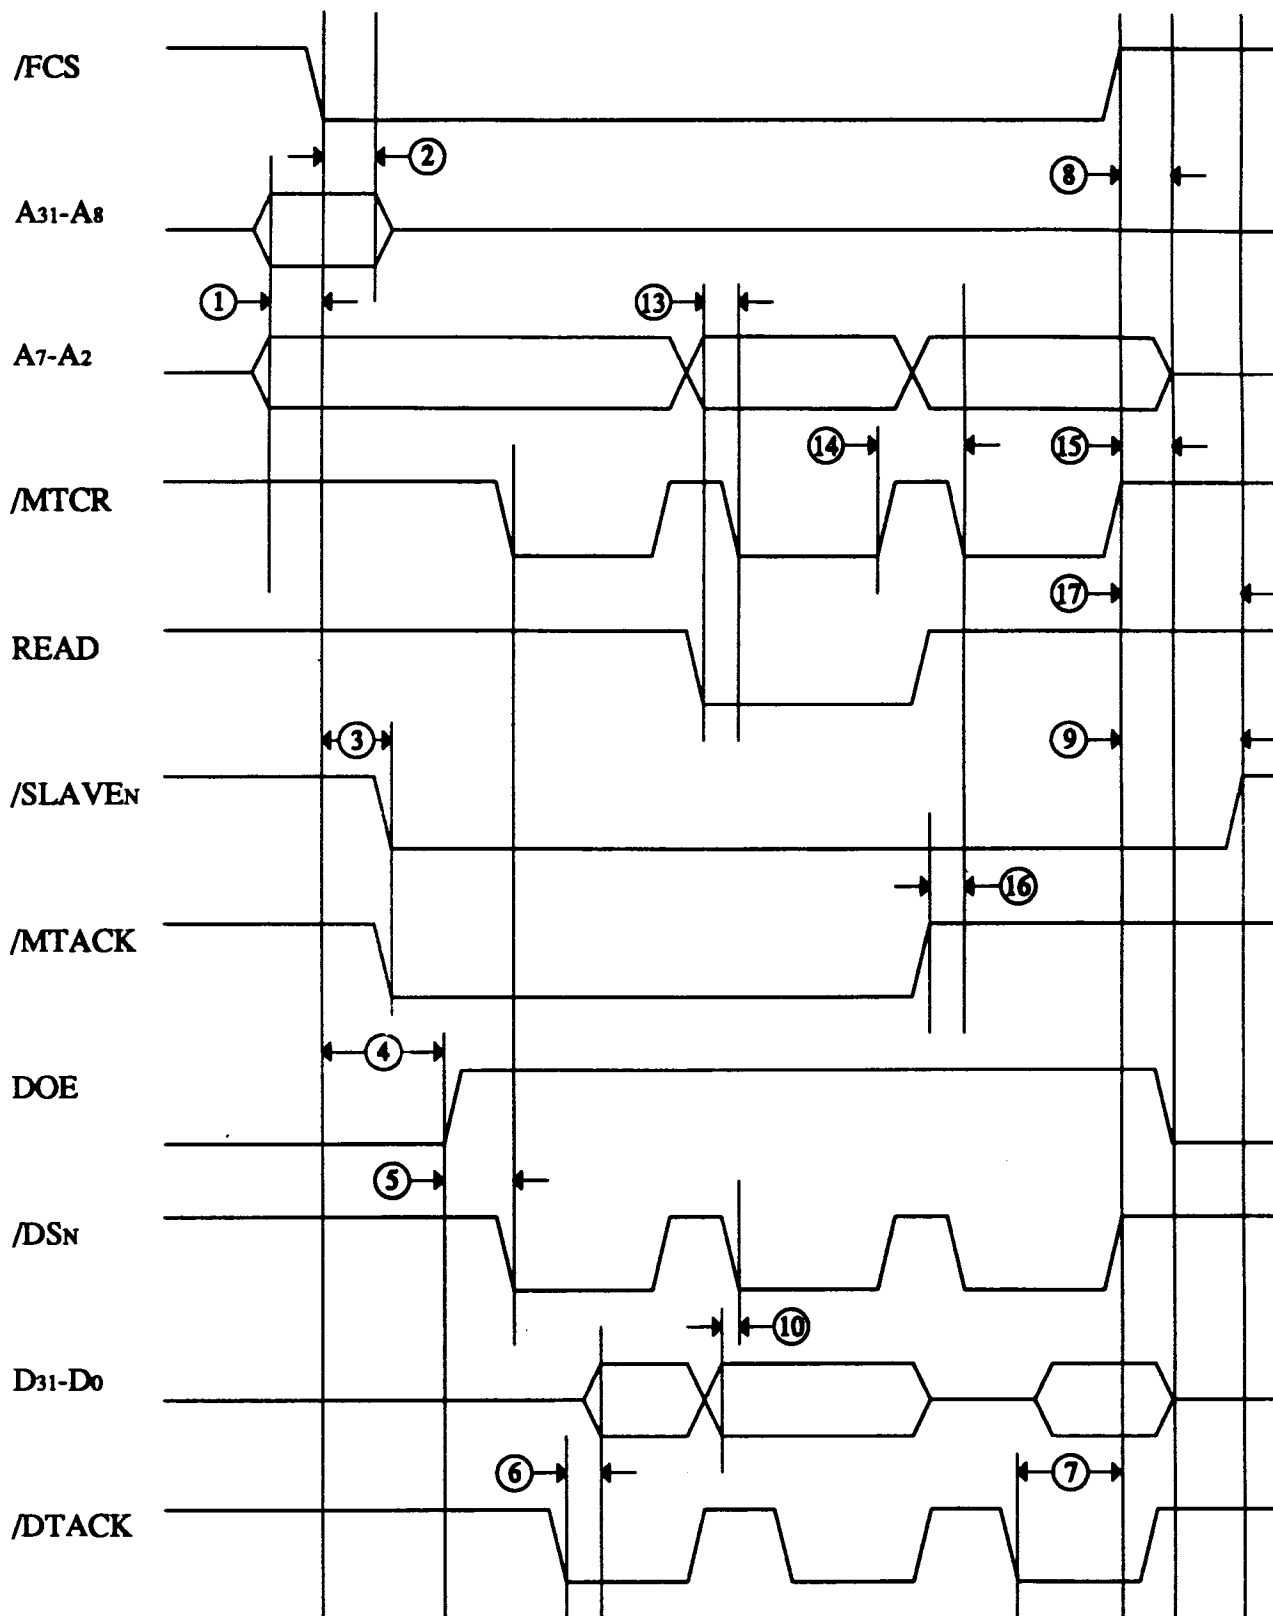 /FCS
2
8
A31-A8
1
13
A7-A2
14
15
/MTCR
17
READ
3
9
/SLAVEN
16
/MTACK
4
DOE
5
/DSN
10
D31-D0
6
7
/DTACK